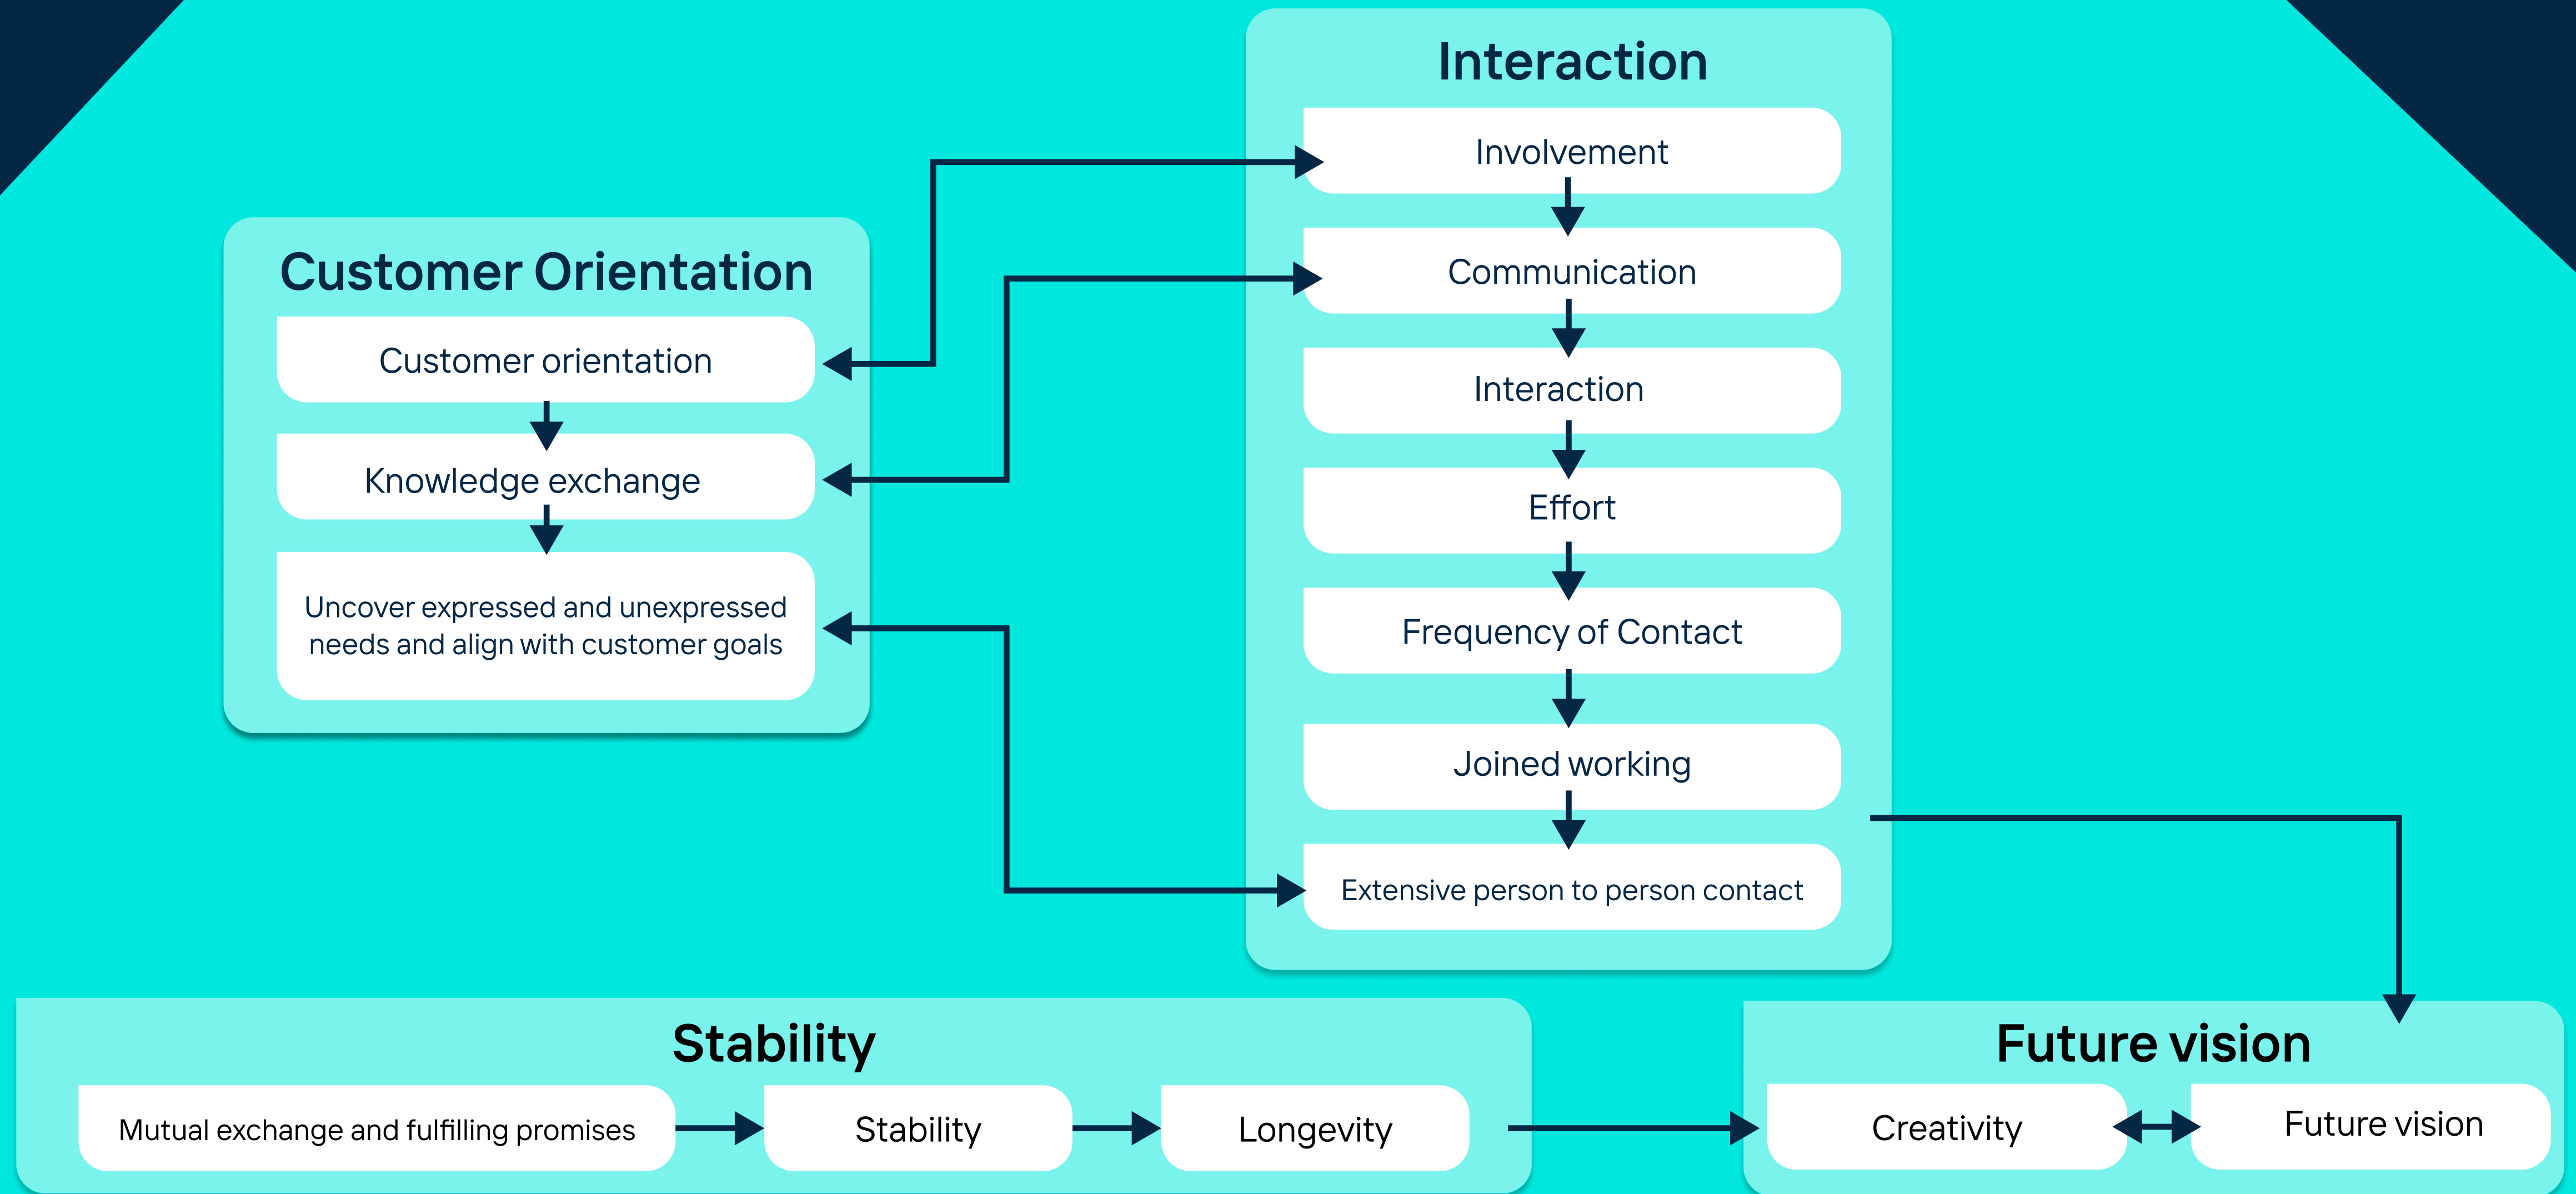 Interaction
Involvement
Communication
Interaction
Effort
Frequency of Contact
Joined working
Extensive person to person contact
Customer Orientation
Customer orientation
Knowledge exchange
Uncover expressed and unexpressed
needs and align with customer goals
Stability
Mutual exchange and fulfilling promises
Stability
Longevity
Future vision
Creativity
Future vision